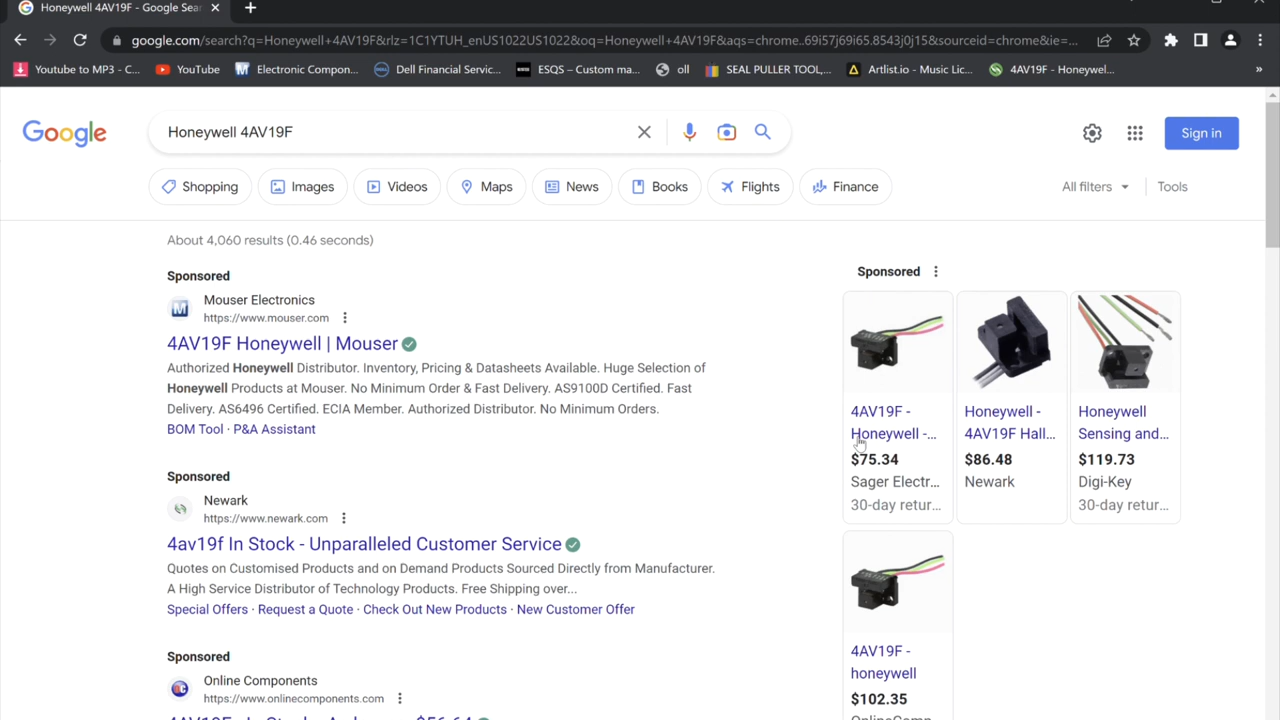 Honeywell 4AV19F - Google Sear
google.com/search?q=Honeywell+4AV19F&rlz=1C1YTUH_enUS1022US1022&oq=Honeywell+4AV19F&aqs=chrome..69i57j69i65.8543j0j15&sourceid=chrome&ie=...
Youtube to MP3 - C... YouTube Electronic Compon... Dell Financial Servic... ESQS – Custom ma... oll SEAL PULLER TOOL,... Artlist.io - Music Lic... 4AV19F - Honeywel... »
Google
Honeywell 4AV19F
Sign in
Shopping Images Videos Maps News Books Flights Finance All filters Tools
About 4,060 results (0.46 seconds)
Sponsored
Mouser Electronics
https://www.mouser.com
4AV19F Honeywell | Mouser
Authorized Honeywell Distributor. Inventory, Pricing & Datasheets Available. Huge Selection of
Honeywell Products at Mouser. No Minimum Order & Fast Delivery. AS9100D Certified. Fast
Delivery. AS6496 Certified. ECIA Member. Authorized Distributor. No Minimum Orders.
BOM Tool · P&A Assistant
Sponsored
Newark
https://www.newark.com
4av19f In Stock - Unparalleled Customer Service
Quotes on Customised Products and on Demand Products Sourced Directly from Manufacturer.
A High Service Distributor of Technology Products. Free Shipping over...
Special Offers · Request a Quote · Check Out New Products · New Customer Offer
Sponsored
Online Components
https://www.onlinecomponents.com
Sponsored
4AV19F -
Honeywell -...
$75.34
Sager Electr...
30-day retur...
Honeywell -
4AV19F Hall...
$86.48
Newark
Honeywell
Sensing and...
$119.73
Digi-Key
30-day retur...
4AV19F -
honeywell
$102.35
OnlineComp...